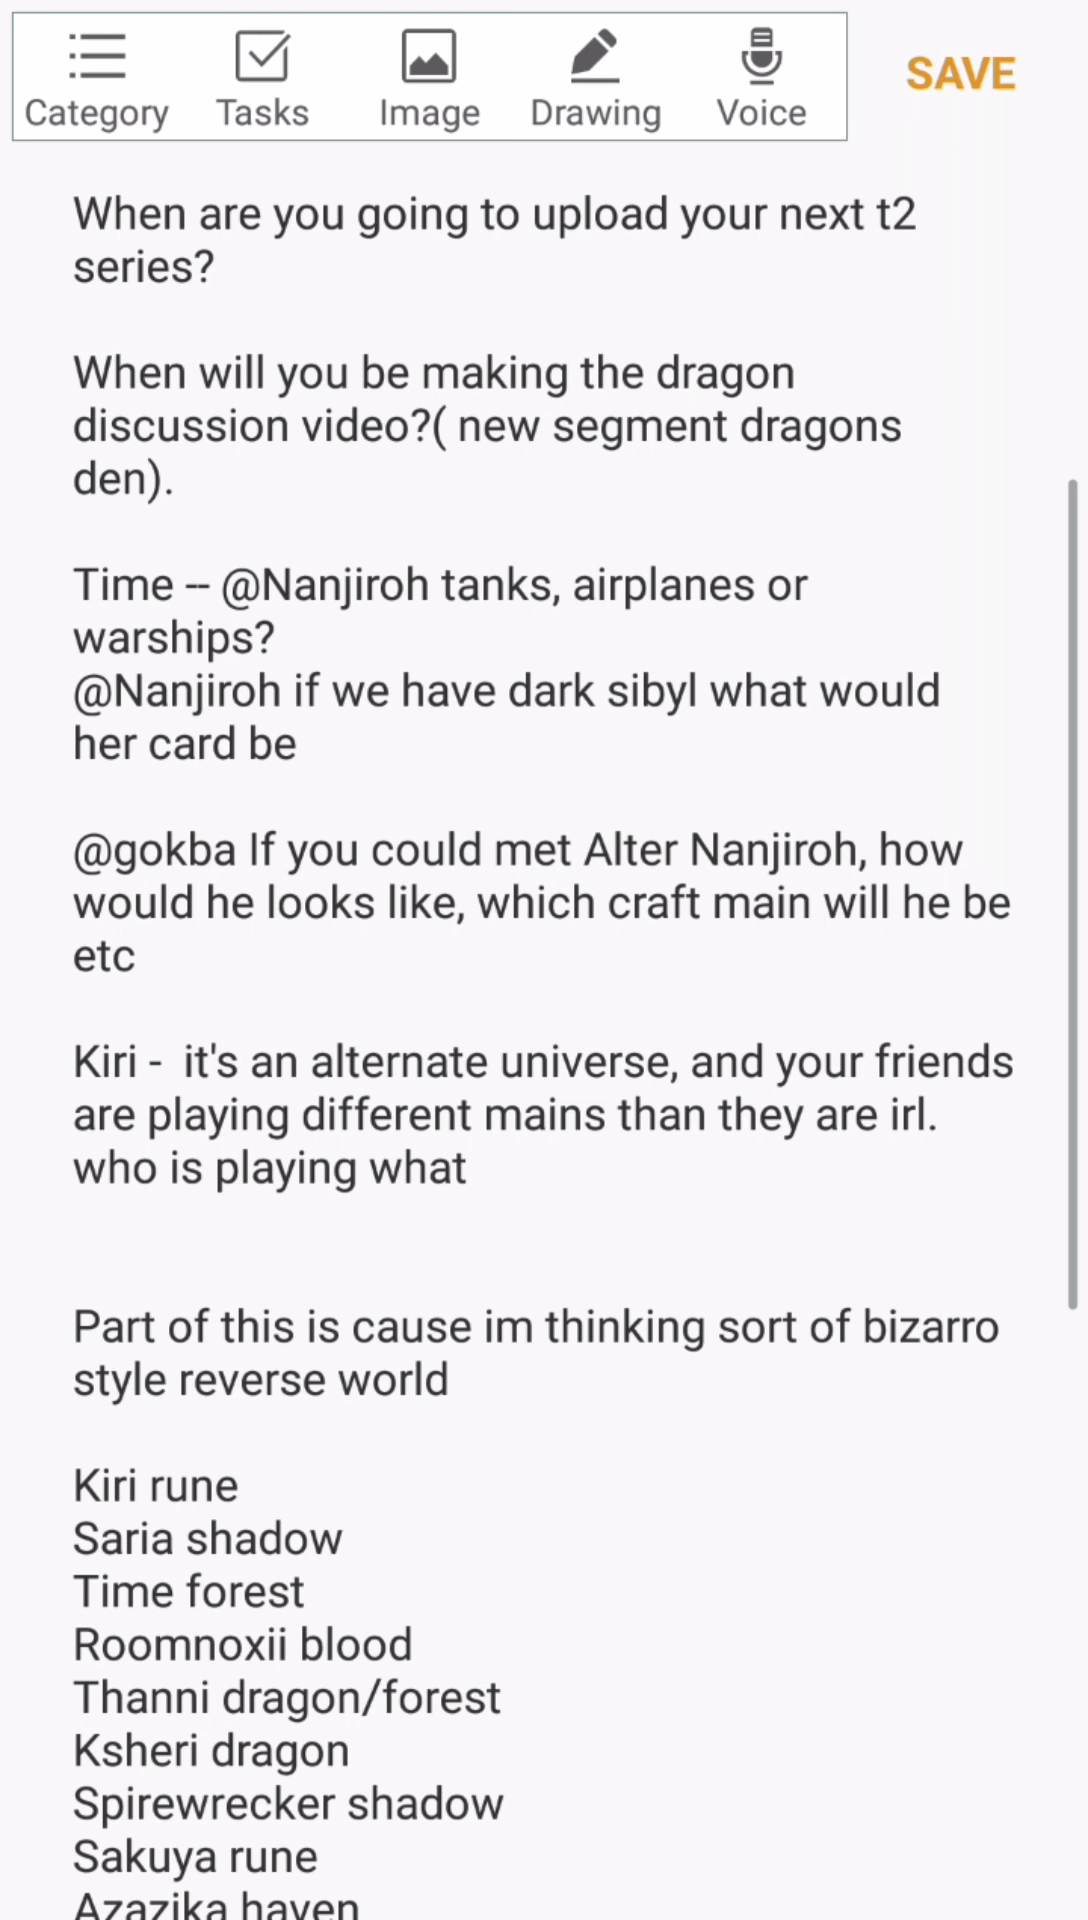 Category Tasks Image Drawing Voice
SAVE
When are you going to upload your next t2
series?
When will you be making the dragon
discussion video?( new segment dragons
den).
Time -- @Nanjiroh tanks, airplanes or
warships?
@Nanjiroh if we have dark sibyl what would
her card be
@gokba If you could met Alter Nanjiroh, how
would he looks like, which craft main will he be
etc
Kiri -  it's an alternate universe, and your friends
are playing different mains than they are irl.
who is playing what
Part of this is cause im thinking sort of bizarro
style reverse world
Kiri rune
Saria shadow
Time forest
Roomnoxii blood
Thanni dragon/forest
Ksheri dragon
Spirewrecker shadow
Sakuya rune
Azazika haven